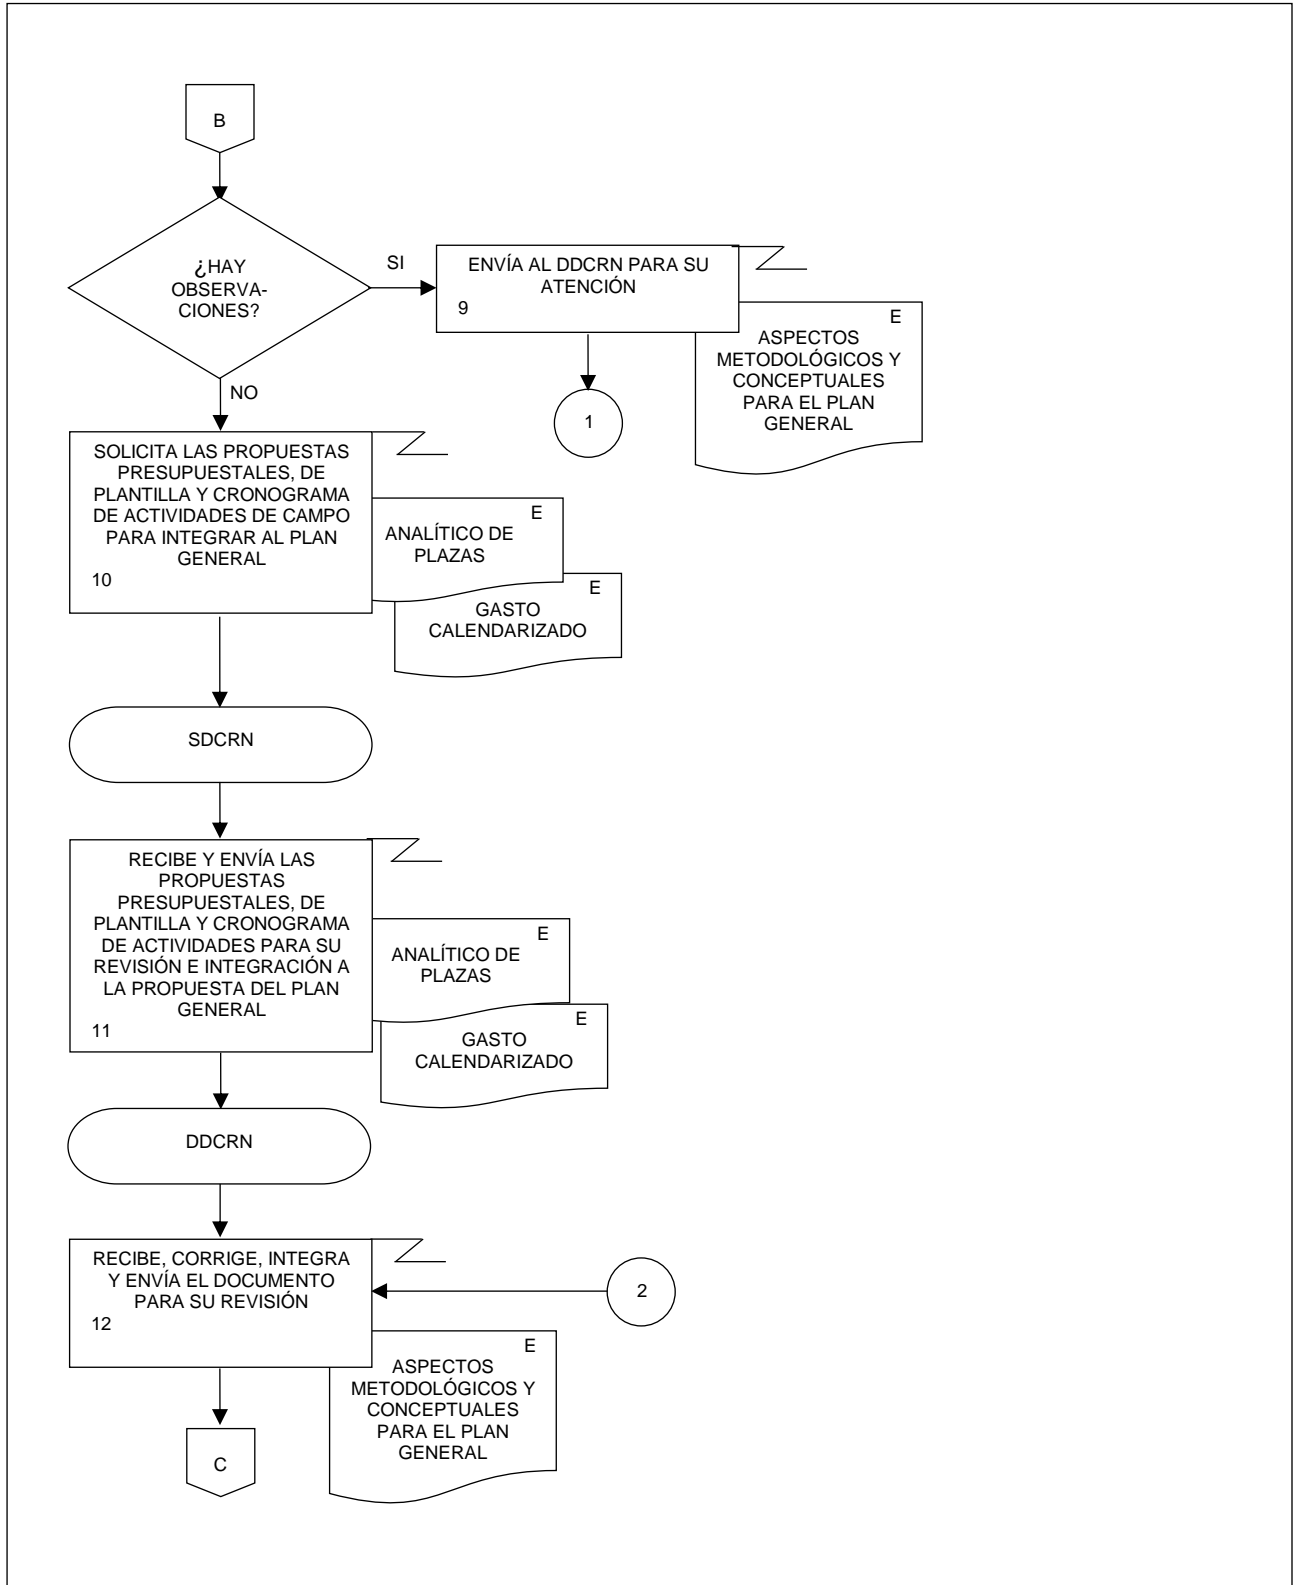 B
¿HAY
OBSERVA-
CIONES?
SI
ENVÍA AL DDCRN PARA SU
ATENCIÓN
9
E
ASPECTOS
METODOLÓGICOS Y
CONCEPTUALES
PARA EL PLAN
GENERAL
1
NO
SOLICITA LAS PROPUESTAS
PRESUPUESTALES, DE
PLANTILLA Y CRONOGRAMA
DE ACTIVIDADES DE CAMPO
PARA INTEGRAR AL PLAN
GENERAL
10
E
ANALÍTICO DE
PLAZAS
E
GASTO
CALENDARIZADO
SDCRN
RECIBE Y ENVÍA LAS
PROPUESTAS
PRESUPUESTALES, DE
PLANTILLA Y CRONOGRAMA
DE ACTIVIDADES PARA SU
REVISIÓN E INTEGRACIÓN A
LA PROPUESTA DEL PLAN
GENERAL
11
E
ANALÍTICO DE
PLAZAS
E
GASTO
CALENDARIZADO
DDCRN
RECIBE, CORRIGE, INTEGRA
Y ENVÍA EL DOCUMENTO
PARA SU REVISIÓN
12
2
E
ASPECTOS
METODOLÓGICOS Y
CONCEPTUALES
PARA EL PLAN
GENERAL
C